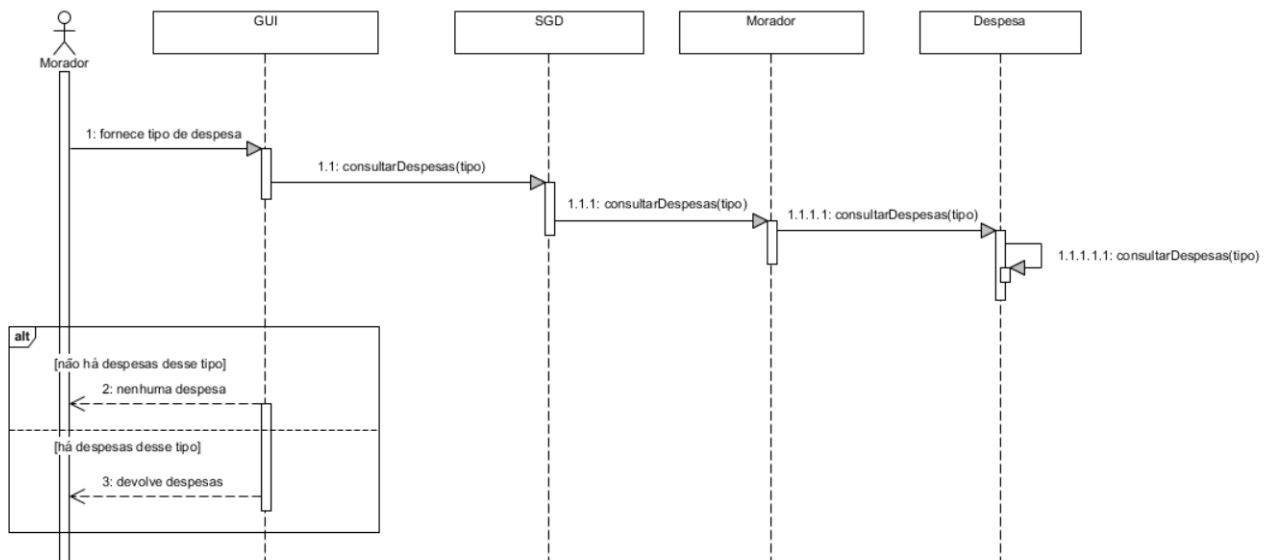 GUI
SGD
Morador
Despesa
Morador
1: fornece tipo de despesa
1.1: consultarDespesas(tipo)
1.1.1: consultarDespesas(tipo)
1.1.1.1: consultarDespesas(tipo)
1.1.1.1.1: consultarDespesas(tipo)
alt
[não há despesas desse tipo]
2: nenhuma despesa
[há despesas desse tipo]
3: devolve despesas